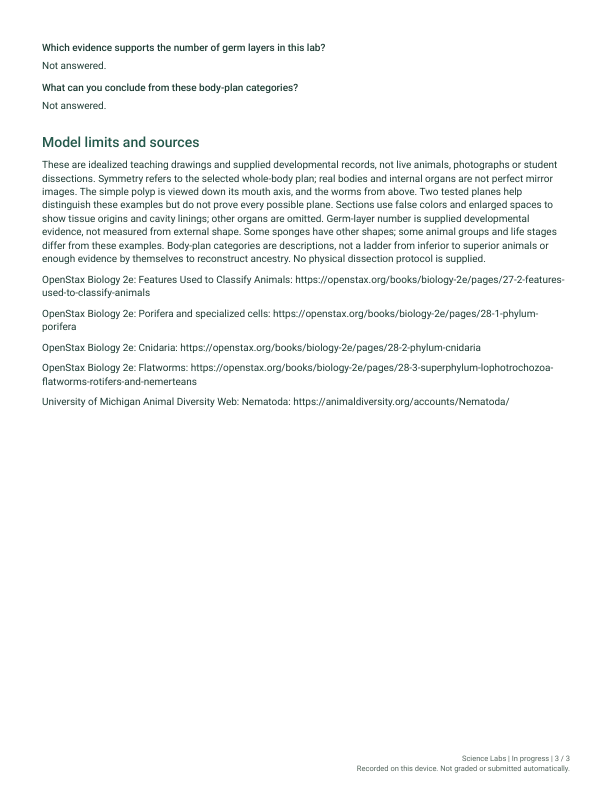 Which evidence supports the number of germ layers in this lab?
Not answered.
What can you conclude from these body-plan categories?
Not answered.
Model limits and sources
These are idealized teaching drawings and supplied developmental records, not live animals, photographs or student
dissections. Symmetry refers to the selected whole-body plan; real bodies and internal organs are not perfect mirror
images. The simple polyp is viewed down its mouth axis, and the worms from above. Two tested planes help
distinguish these examples but do not prove every possible plane. Sections use false colors and enlarged spaces to
show tissue origins and cavity linings; other organs are omitted. Germ-layer number is supplied developmental
evidence, not measured from external shape. Some sponges have other shapes; some animal groups and life stages
differ from these examples. Body-plan categories are descriptions, not a ladder from inferior to superior animals or
enough evidence by themselves to reconstruct ancestry. No physical dissection protocol is supplied.
OpenStax Biology 2e: Features Used to Classify Animals: https://openstax.org/books/biology-2e/pages/27-2-features-
used-to-classify-animals
OpenStax Biology 2e: Porifera and specialized cells: https://openstax.org/books/biology-2e/pages/28-1-phylum-
porifera
OpenStax Biology 2e: Cnidaria: https://openstax.org/books/biology-2e/pages/28-2-phylum-cnidaria
OpenStax Biology 2e: Flatworms: https://openstax.org/books/biology-2e/pages/28-3-superphylum-lophotrochozoa-
flatworms-rotifers-and-nemerteans
University of Michigan Animal Diversity Web: Nematoda: https://animaldiversity.org/accounts/Nematoda/
Science Labs | In progress | 3 / 3
Recorded on this device. Not graded or submitted automatically.